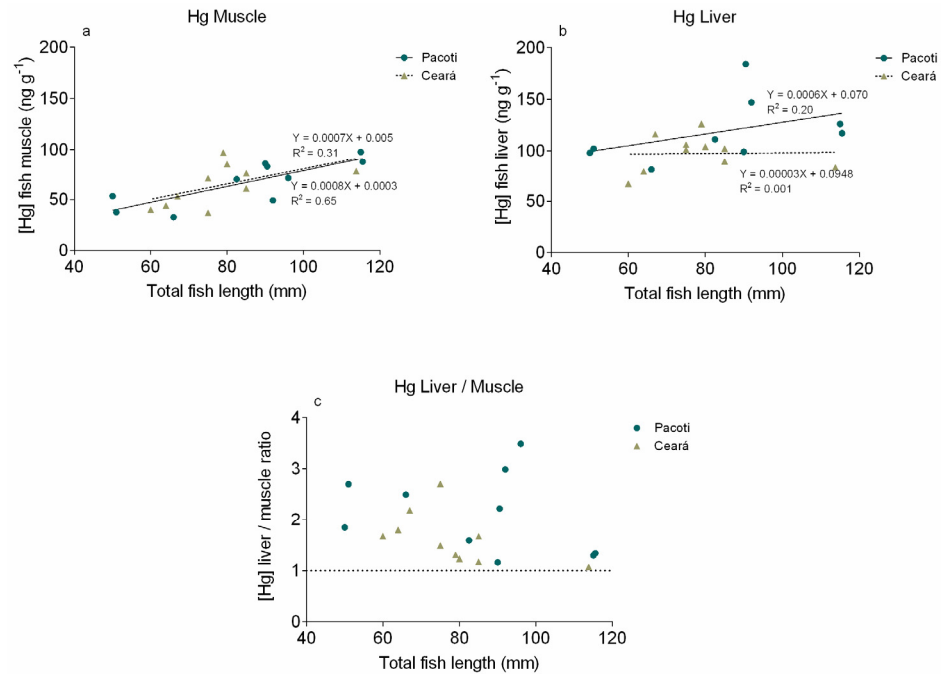 Hg Muscle
a
200
150
100
50
0
40 60 80 100 120
[Hg] fish muscle (ng g⁻¹)
Total fish length (mm)
Pacoti
Ceará
Y = 0.0007X + 0.005
R² = 0.31
Y = 0.0008X + 0.0003
R² = 0.65
Hg Liver
b
200
150
100
50
0
40 60 80 100 120
[Hg] fish liver (ng g⁻¹)
Total fish length (mm)
Pacoti
Ceará
Y = 0.0006X + 0.070
R² = 0.20
Y = 0.00003X + 0.0948
R² = 0.001
Hg Liver / Muscle
c
4
3
2
1
0
40 60 80 100 120
[Hg] liver / muscle ratio
Total fish length (mm)
Pacoti
Ceará